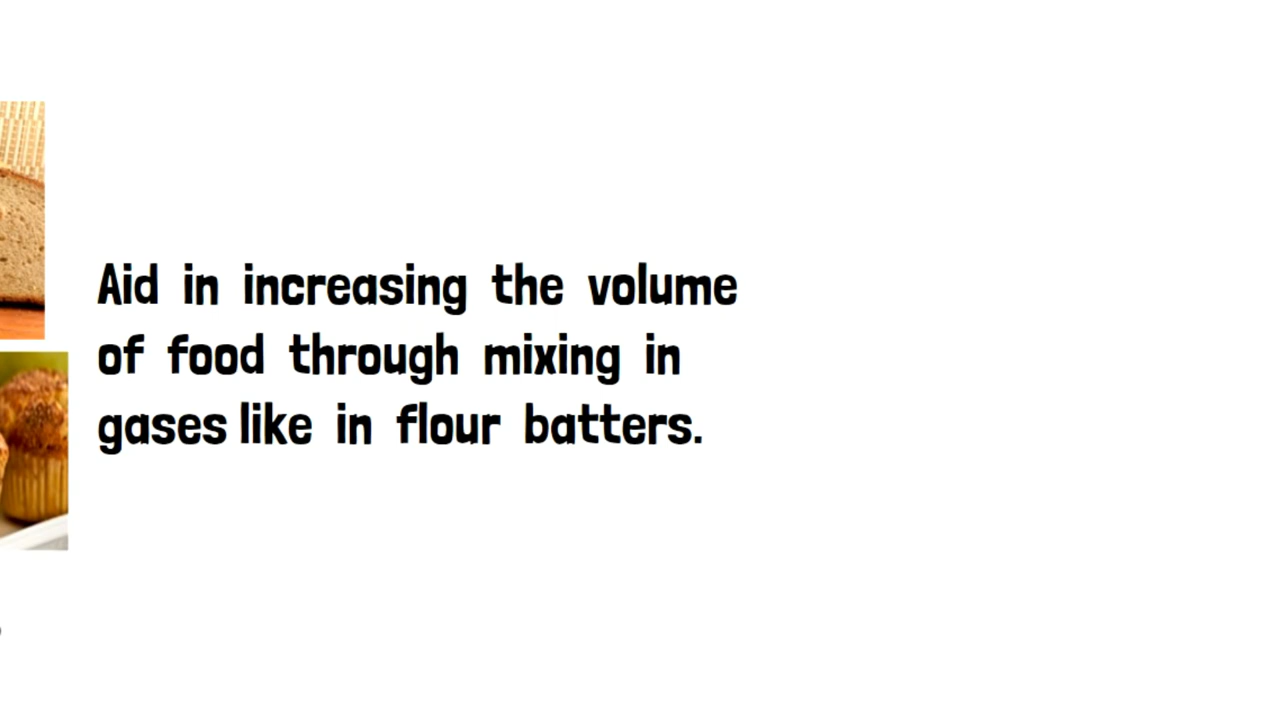 Aid in increasing the volume
of food through mixing in
gases like in flour batters.